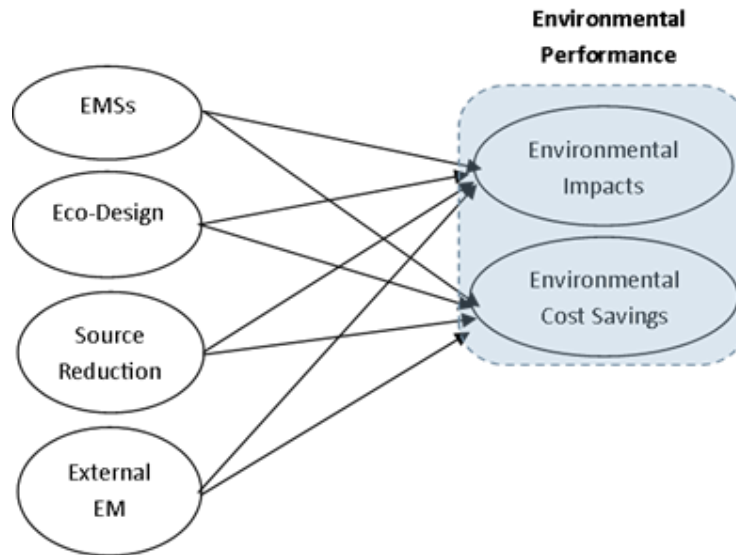 Environmental
Performance
EMSs
Eco-Design
Source
Reduction
External
EM
Environmental
Impacts
Environmental
Cost Savings